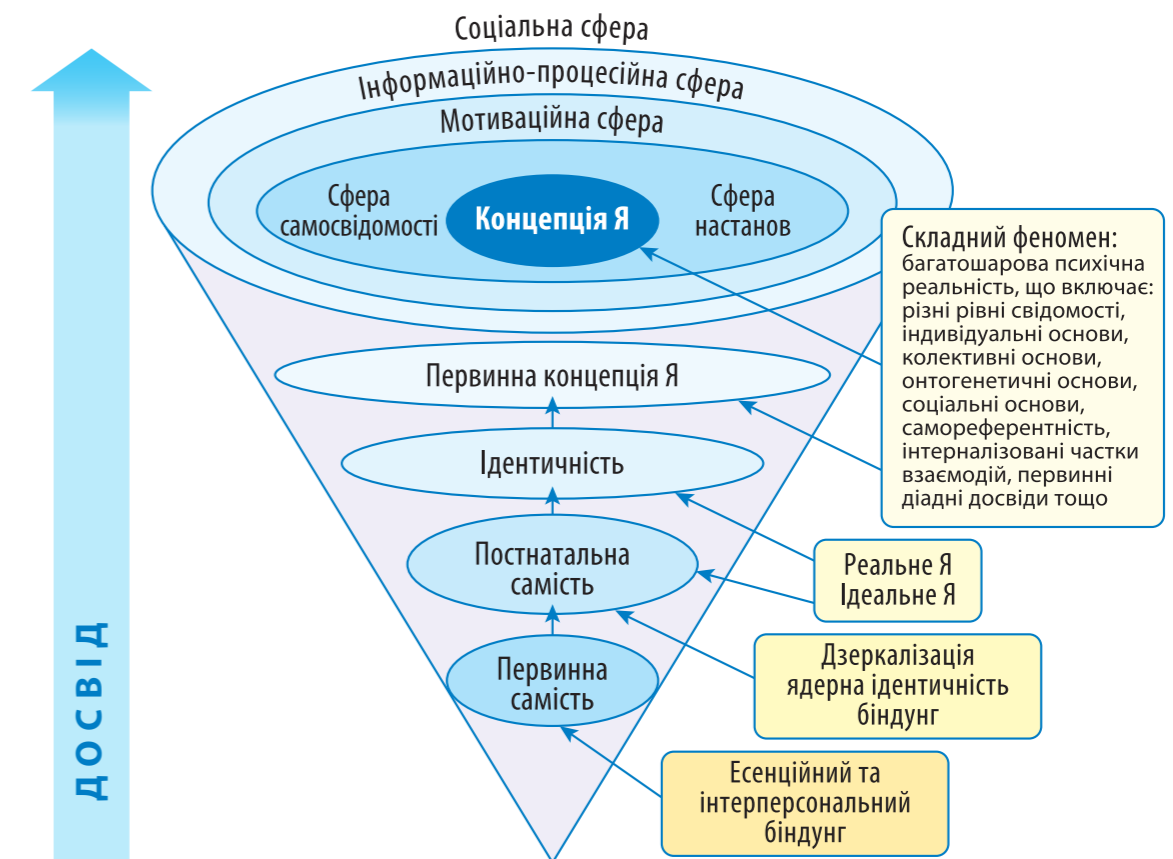 Соціальна сфера
Інформаційно-процесійна сфера
Мотиваційна сфера
Сфера
самосвідомості
Концепція Я
Сфера
настанов
Складний феномен:
багатошарова психічна
реальність, що включає:
різні рівні свідомості,
індивідуальні основи,
колективні основи,
онтогенетичні основи,
соціальні основи,
самореферентність,
інтерналізовані частки
взаємодій, первинні
діадні досвіди тощо
Первинна концепція Я
Ідентичність
Постнатальна
самість
Реальне Я
Ідеальне Я
Первинна
самість
Дзеркалізація
ядерна ідентичність
біндунг
Есенційний та
інтерперсональний
біндунг
ДОСВІД